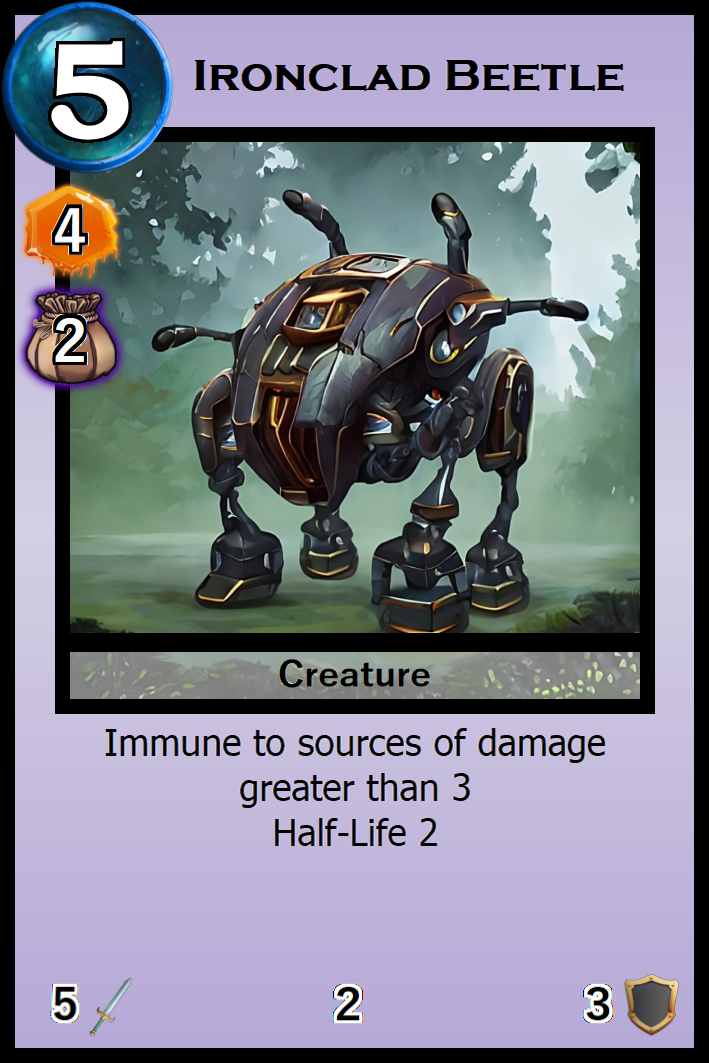 5
Ironclad Beetle
4
2
Creature
Immune to sources of damage
greater than 3
Half-Life 2
5 2 3